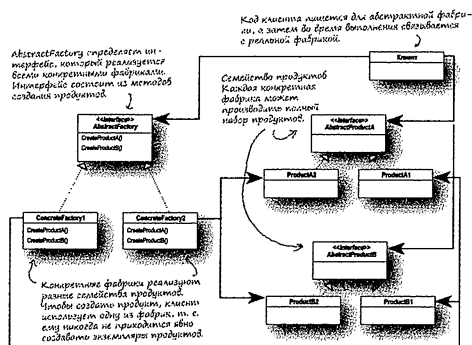 Код клиента пишется для абстрактной фабри-
ки, а затем во время выполнения связывается
с реальной фабрикой.
AbstractFactory определяет ин-
терфейс, который реализуется
всеми конкретными фабриками.
Интерфейс состоит из методов
создания продуктов.
Клиент
Семейство продуктов
Каждая конкретная
фабрика может
производить полный
набор продуктов.
<<interface>>
AbstractFactory
CreateProductA()
CreateProductB()
<<interface>>
AbstractProductA
ProductA2
ProductA1
ConcreteFactory1
CreateProductA()
CreateProductB()
ConcreteFactory2
CreateProductA()
CreateProductB()
<<interface>>
AbstractProductB
ProductB2
ProductB1
Конкретные фабрики реализуют
разные семейства продуктов.
Чтобы создать продукт, клиент
использует одну из фабрик, т. е.
ему никогда не приходится явно
создавать экземпляры продуктов.